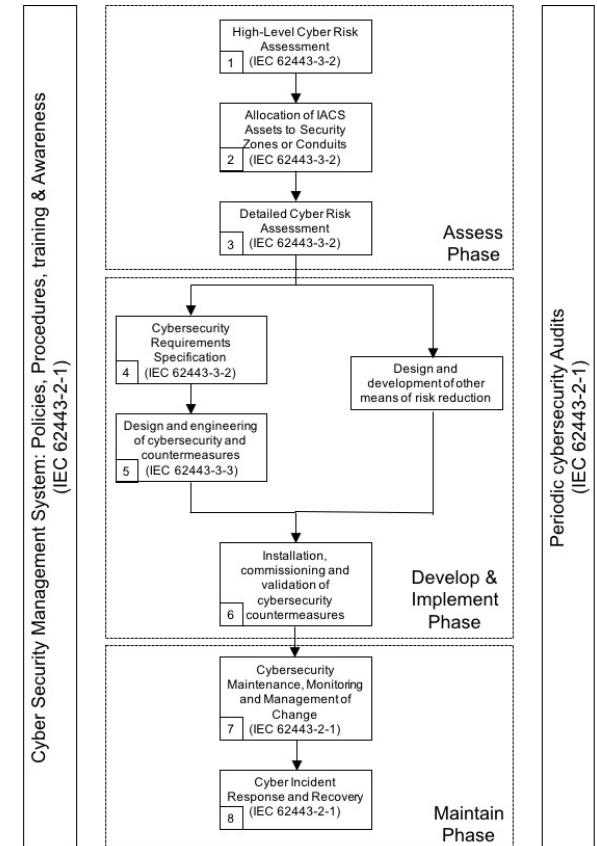 Cyber Security Management System: Policies, Procedures, training & Awareness
(IEC 62443-2-1)
High-Level Cyber Risk
Assessment
1 (IEC 62443-3-2)
Allocation of IACS
Assets to Security
Zones or Conduits
2 (IEC 62443-3-2)
Detailed Cyber Risk
Assessment
3 (IEC 62443-3-2)
Assess
Phase
Cybersecurity
Requirements
Specification
4 (IEC 62443-3-2)
Design and engineering
of cybersecurity and
countermeasures
5 (IEC 62443-3-3)
Design and
development of other
means of risk reduction
Installation,
commissioning and
validation of
cybersecurity
6 countermeasures
Develop &
Implement
Phase
Cybersecurity
Maintenance, Monitoring
and Management of
Change
7 (IEC 62443-2-1)
Cyber Incident
Response and Recovery
8 (IEC 62443-2-1)
Maintain
Phase
Periodic cybersecurity Audits
(IEC 62443-2-1)